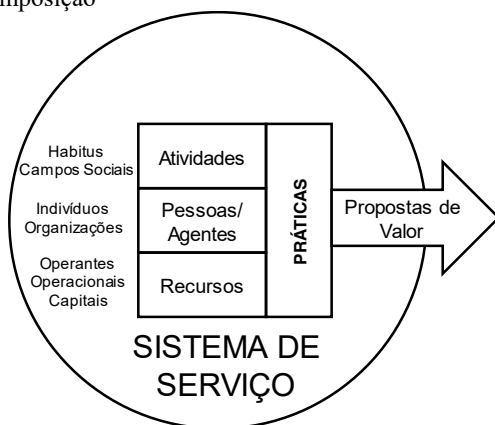 Habitus
Campos Sociais
Atividades
Indivíduos
Organizações
Pessoas/
Agentes
Operantes
Operacionais
Capitais
Recursos
PRÁTICAS
Propostas de
Valor
SISTEMA DE
SERVIÇO